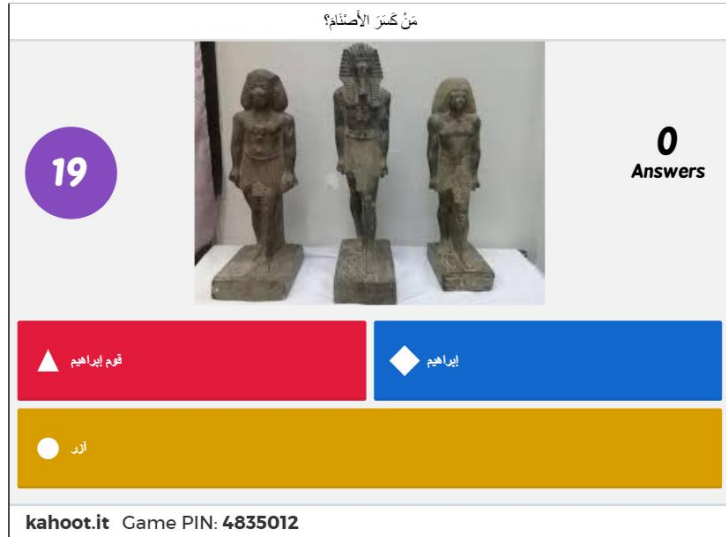 مَنْ كَسَرَ الأَصْنَامَ؟
19
0
Answers
قوم إبراهيم
إبراهيم
آزر
kahoot.it Game PIN: 4835012